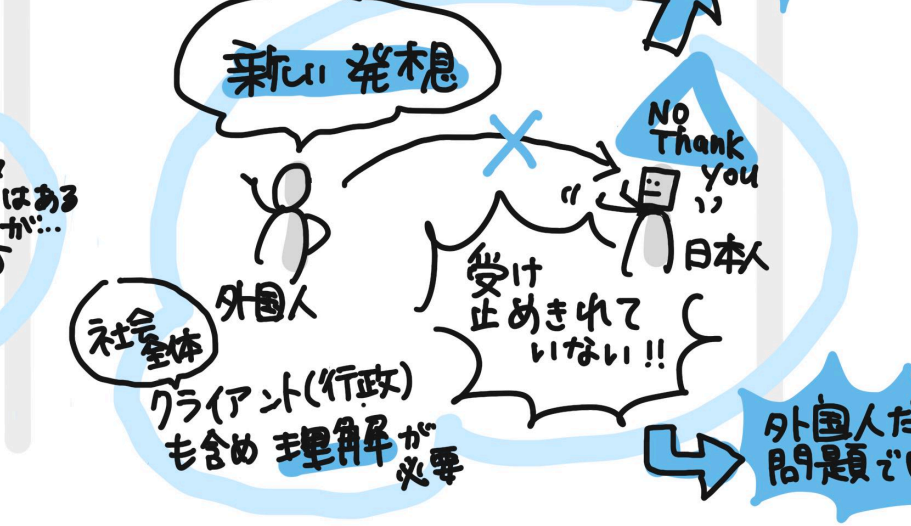 新しい発想
No
Thank
you
はある
が…
外国人
日本人
受け
止めきれて
いない!!
社会
全体
クライアント(行政)
も含め理解が
必要
外国人だ
問題で